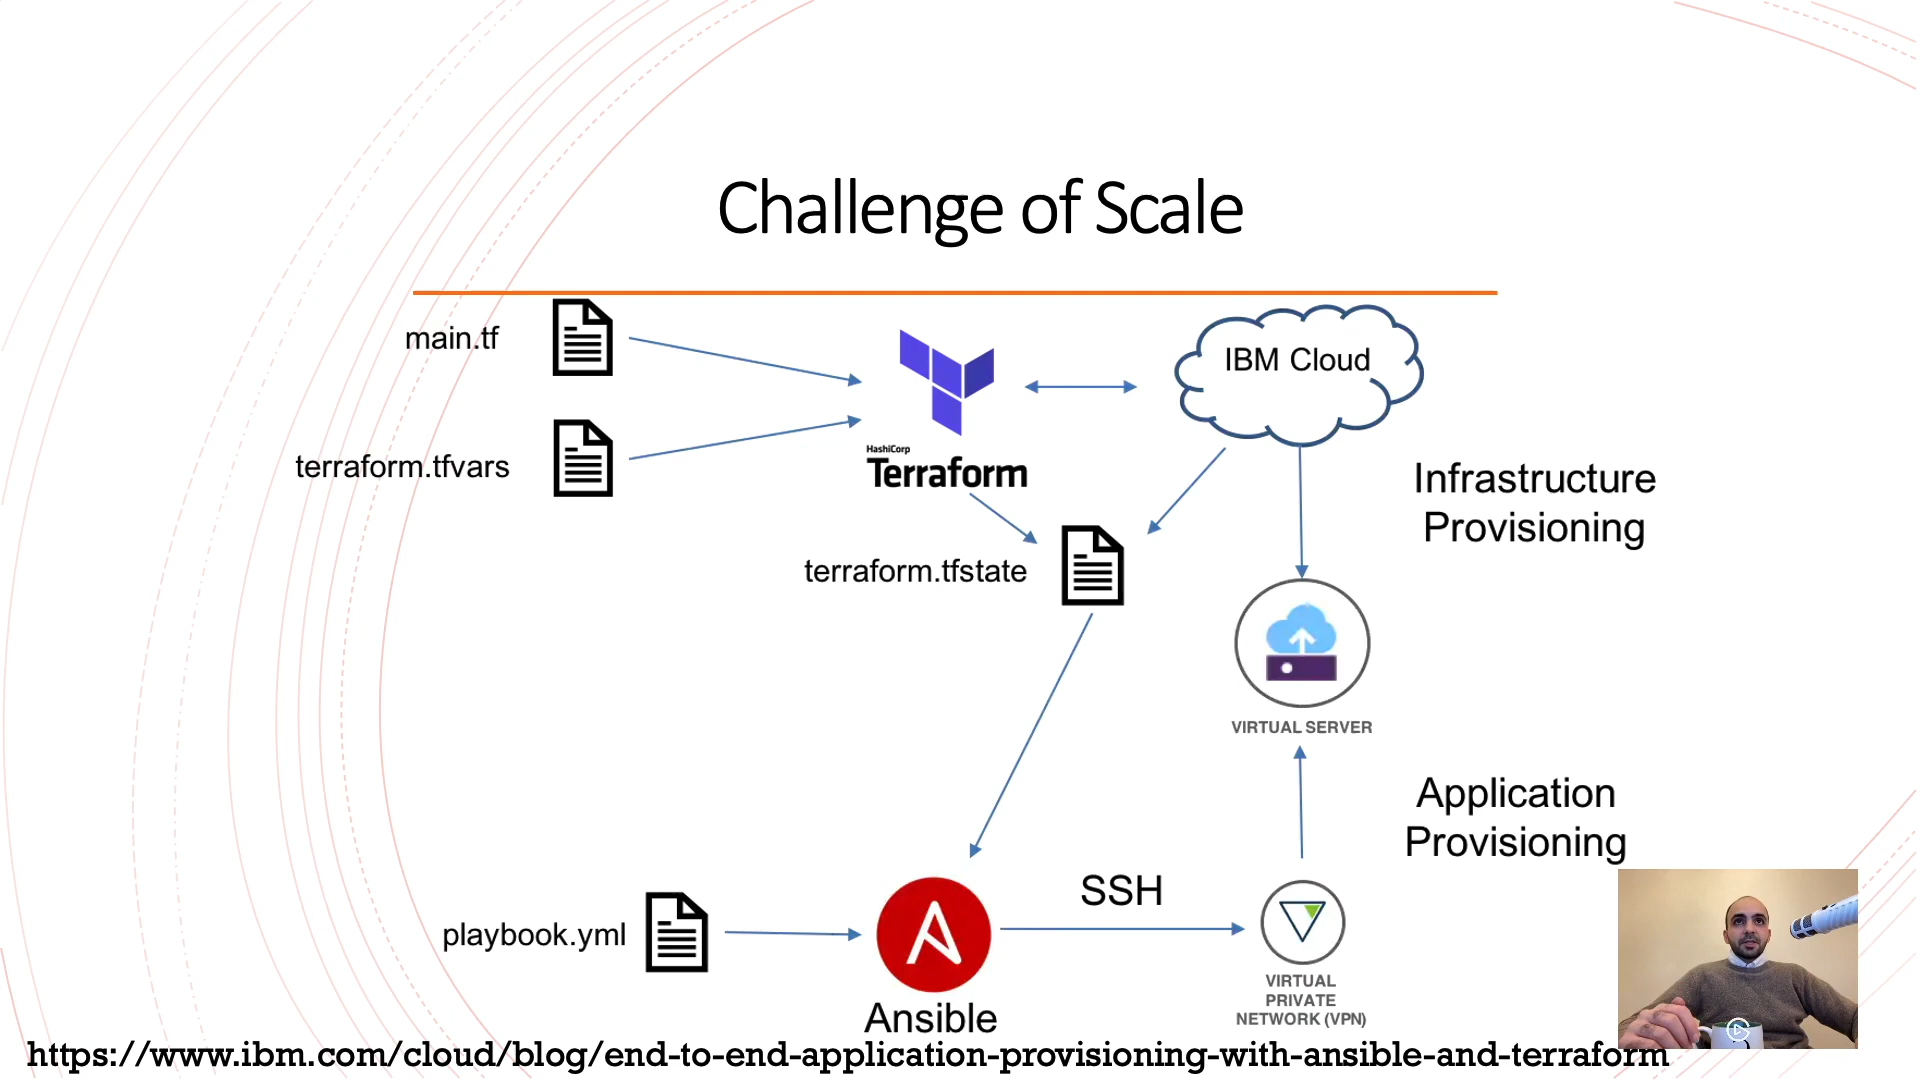 Challenge of Scale
main.tf
IBM Cloud
terraform.tfvars
HashiCorp
Terraform
Infrastructure
Provisioning
terraform.tfstate
VIRTUAL SERVER
Application
Provisioning
SSH
playbook.yml
VIRTUAL
PRIVATE
NETWORK (VPN)
Ansible
https://www.ibm.com/cloud/blog/end-to-end-application-provisioning-with-ansible-and-terraform